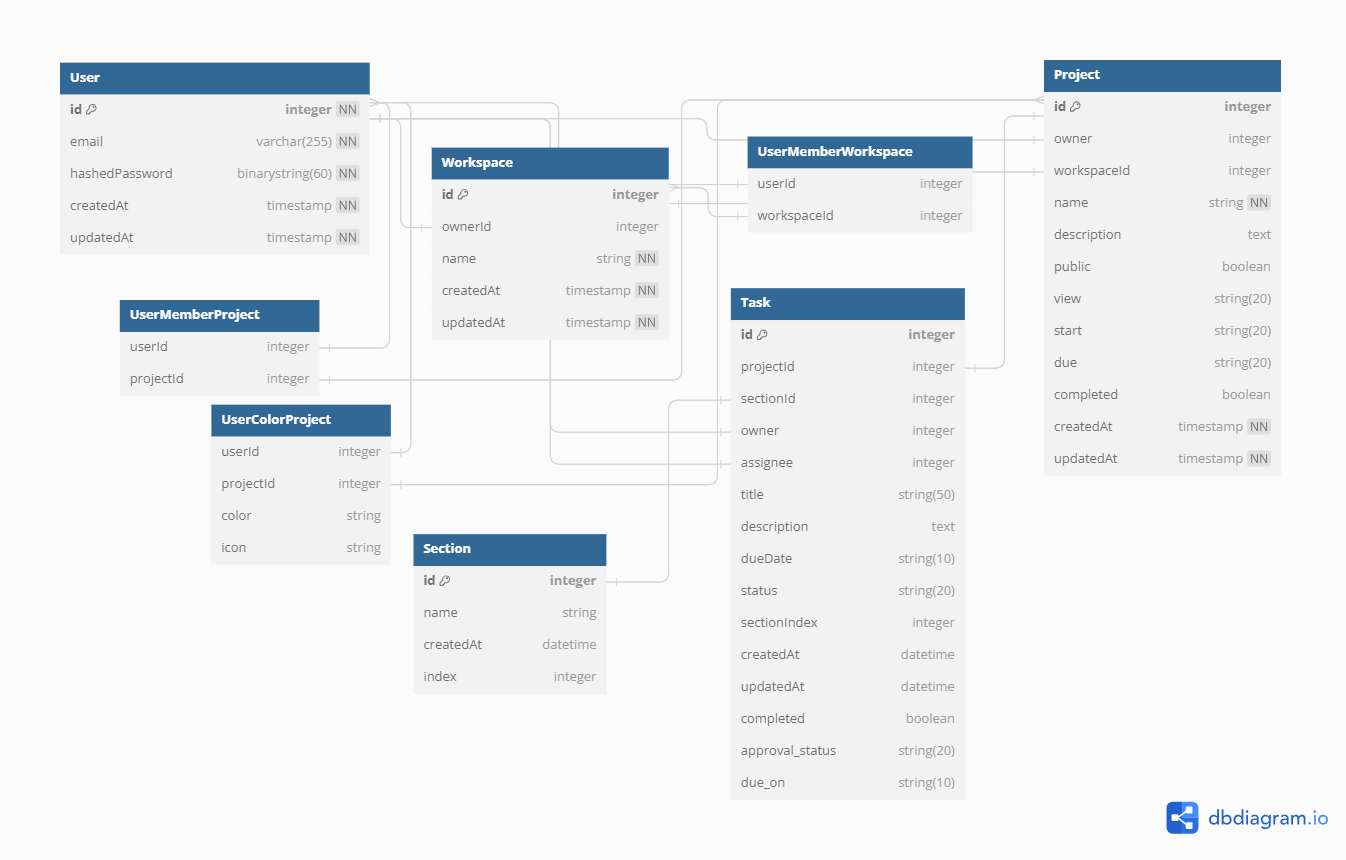 User
id integer NN
email varchar(255) NN
hashedPassword binarystring(60) NN
createdAt timestamp NN
updatedAt timestamp NN
Workspace
id integer
ownerId integer
name string NN
createdAt timestamp NN
updatedAt timestamp NN
UserMemberWorkspace
userId integer
workspaceId integer
Project
id integer
owner integer
workspaceId integer
name string NN
description text
public boolean
view string(20)
start string(20)
due string(20)
completed boolean
createdAt timestamp NN
updatedAt timestamp NN
UserMemberProject
userId integer
projectId integer
UserColorProject
userId integer
projectId integer
color string
icon string
Section
id integer
name string
createdAt datetime
index integer
Task
id integer
projectId integer
sectionId integer
owner integer
assignee integer
title string(50)
description text
dueDate string(10)
status string(20)
sectionIndex integer
createdAt datetime
updatedAt datetime
completed boolean
approval_status string(20)
due_on string(10)
dbdiagram.io